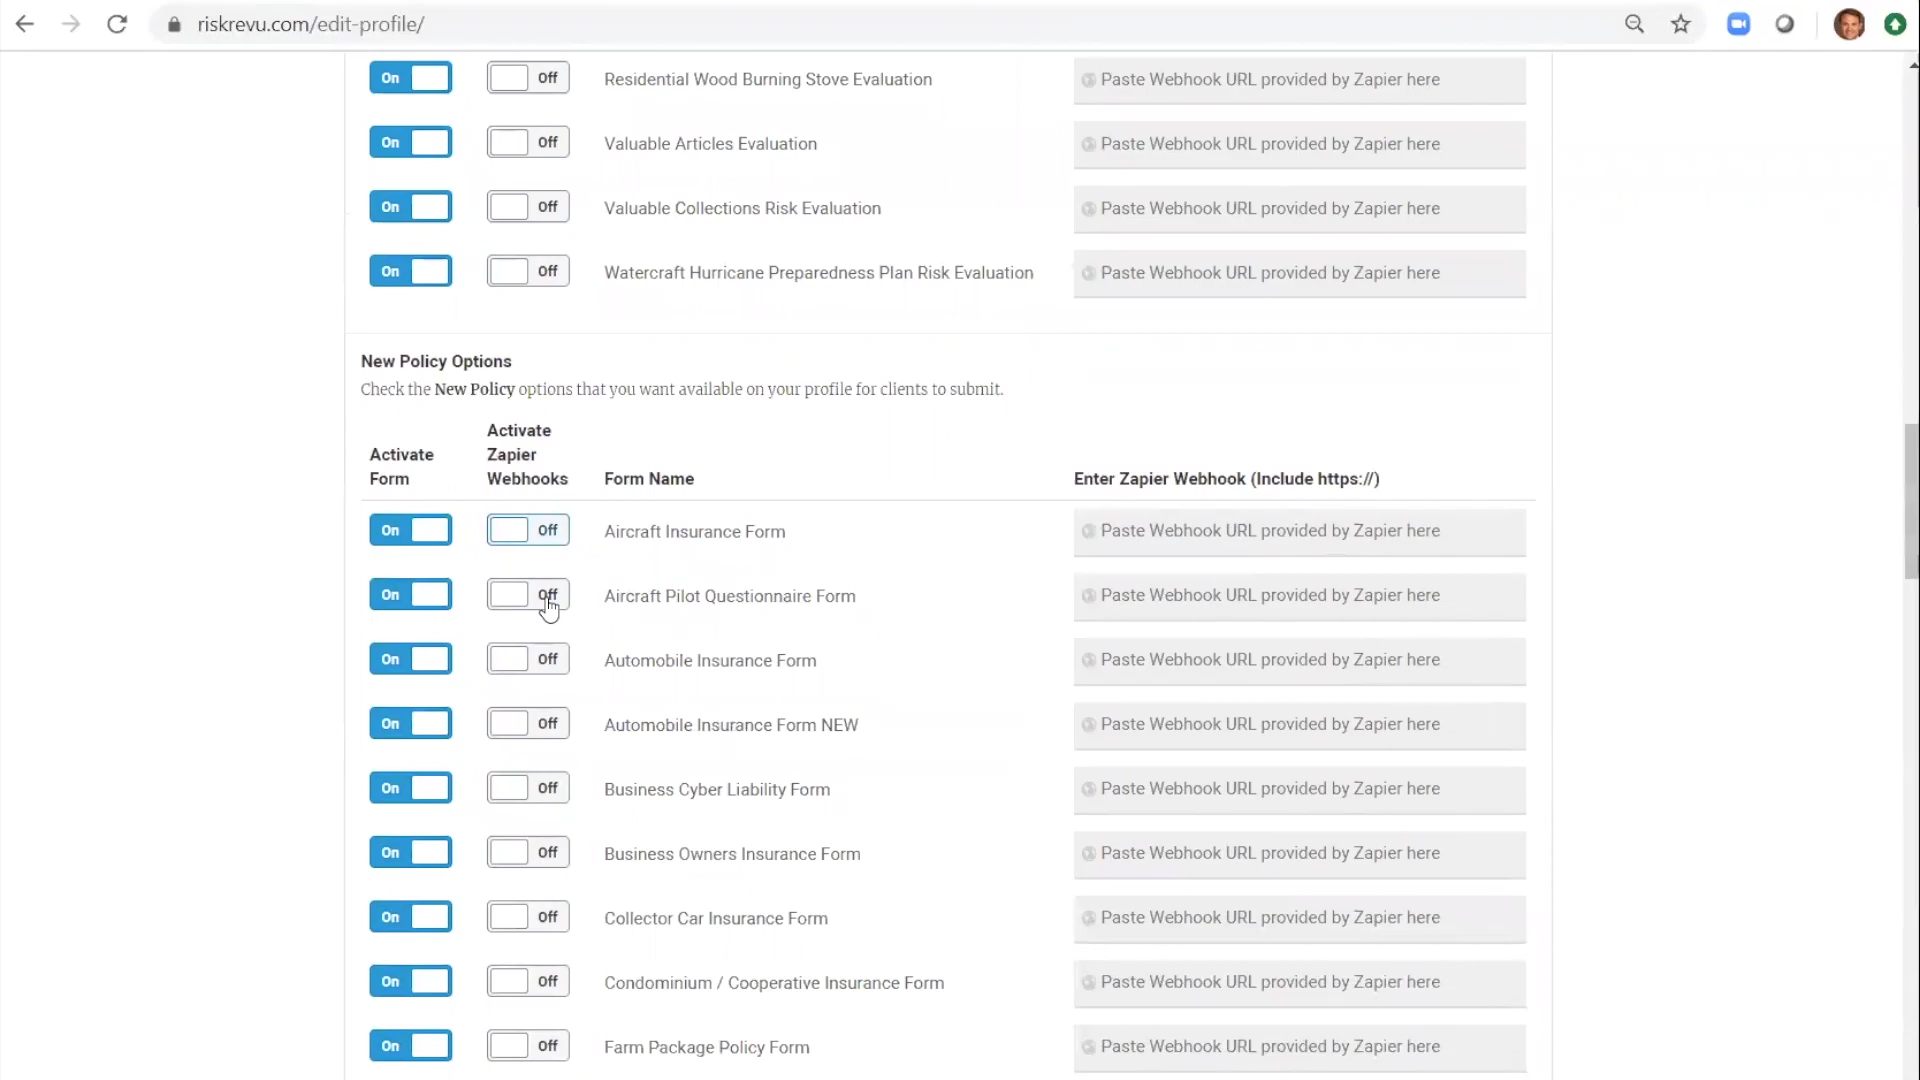 riskrevu.com/edit-profile/
On Off Residential Wood Burning Stove Evaluation Paste Webhook URL provided by Zapier here
On Off Valuable Articles Evaluation Paste Webhook URL provided by Zapier here
On Off Valuable Collections Risk Evaluation Paste Webhook URL provided by Zapier here
On Off Watercraft Hurricane Preparedness Plan Risk Evaluation Paste Webhook URL provided by Zapier here
New Policy Options
Check the New Policy options that you want available on your profile for clients to submit.
Activate Form
Activate Zapier Webhooks
Form Name
Enter Zapier Webhook (Include https://)
On Off Aircraft Insurance Form Paste Webhook URL provided by Zapier here
On Off Aircraft Pilot Questionnaire Form Paste Webhook URL provided by Zapier here
On Off Automobile Insurance Form Paste Webhook URL provided by Zapier here
On Off Automobile Insurance Form NEW Paste Webhook URL provided by Zapier here
On Off Business Cyber Liability Form Paste Webhook URL provided by Zapier here
On Off Business Owners Insurance Form Paste Webhook URL provided by Zapier here
On Off Collector Car Insurance Form Paste Webhook URL provided by Zapier here
On Off Condominium / Cooperative Insurance Form Paste Webhook URL provided by Zapier here
On Off Farm Package Policy Form Paste Webhook URL provided by Zapier here